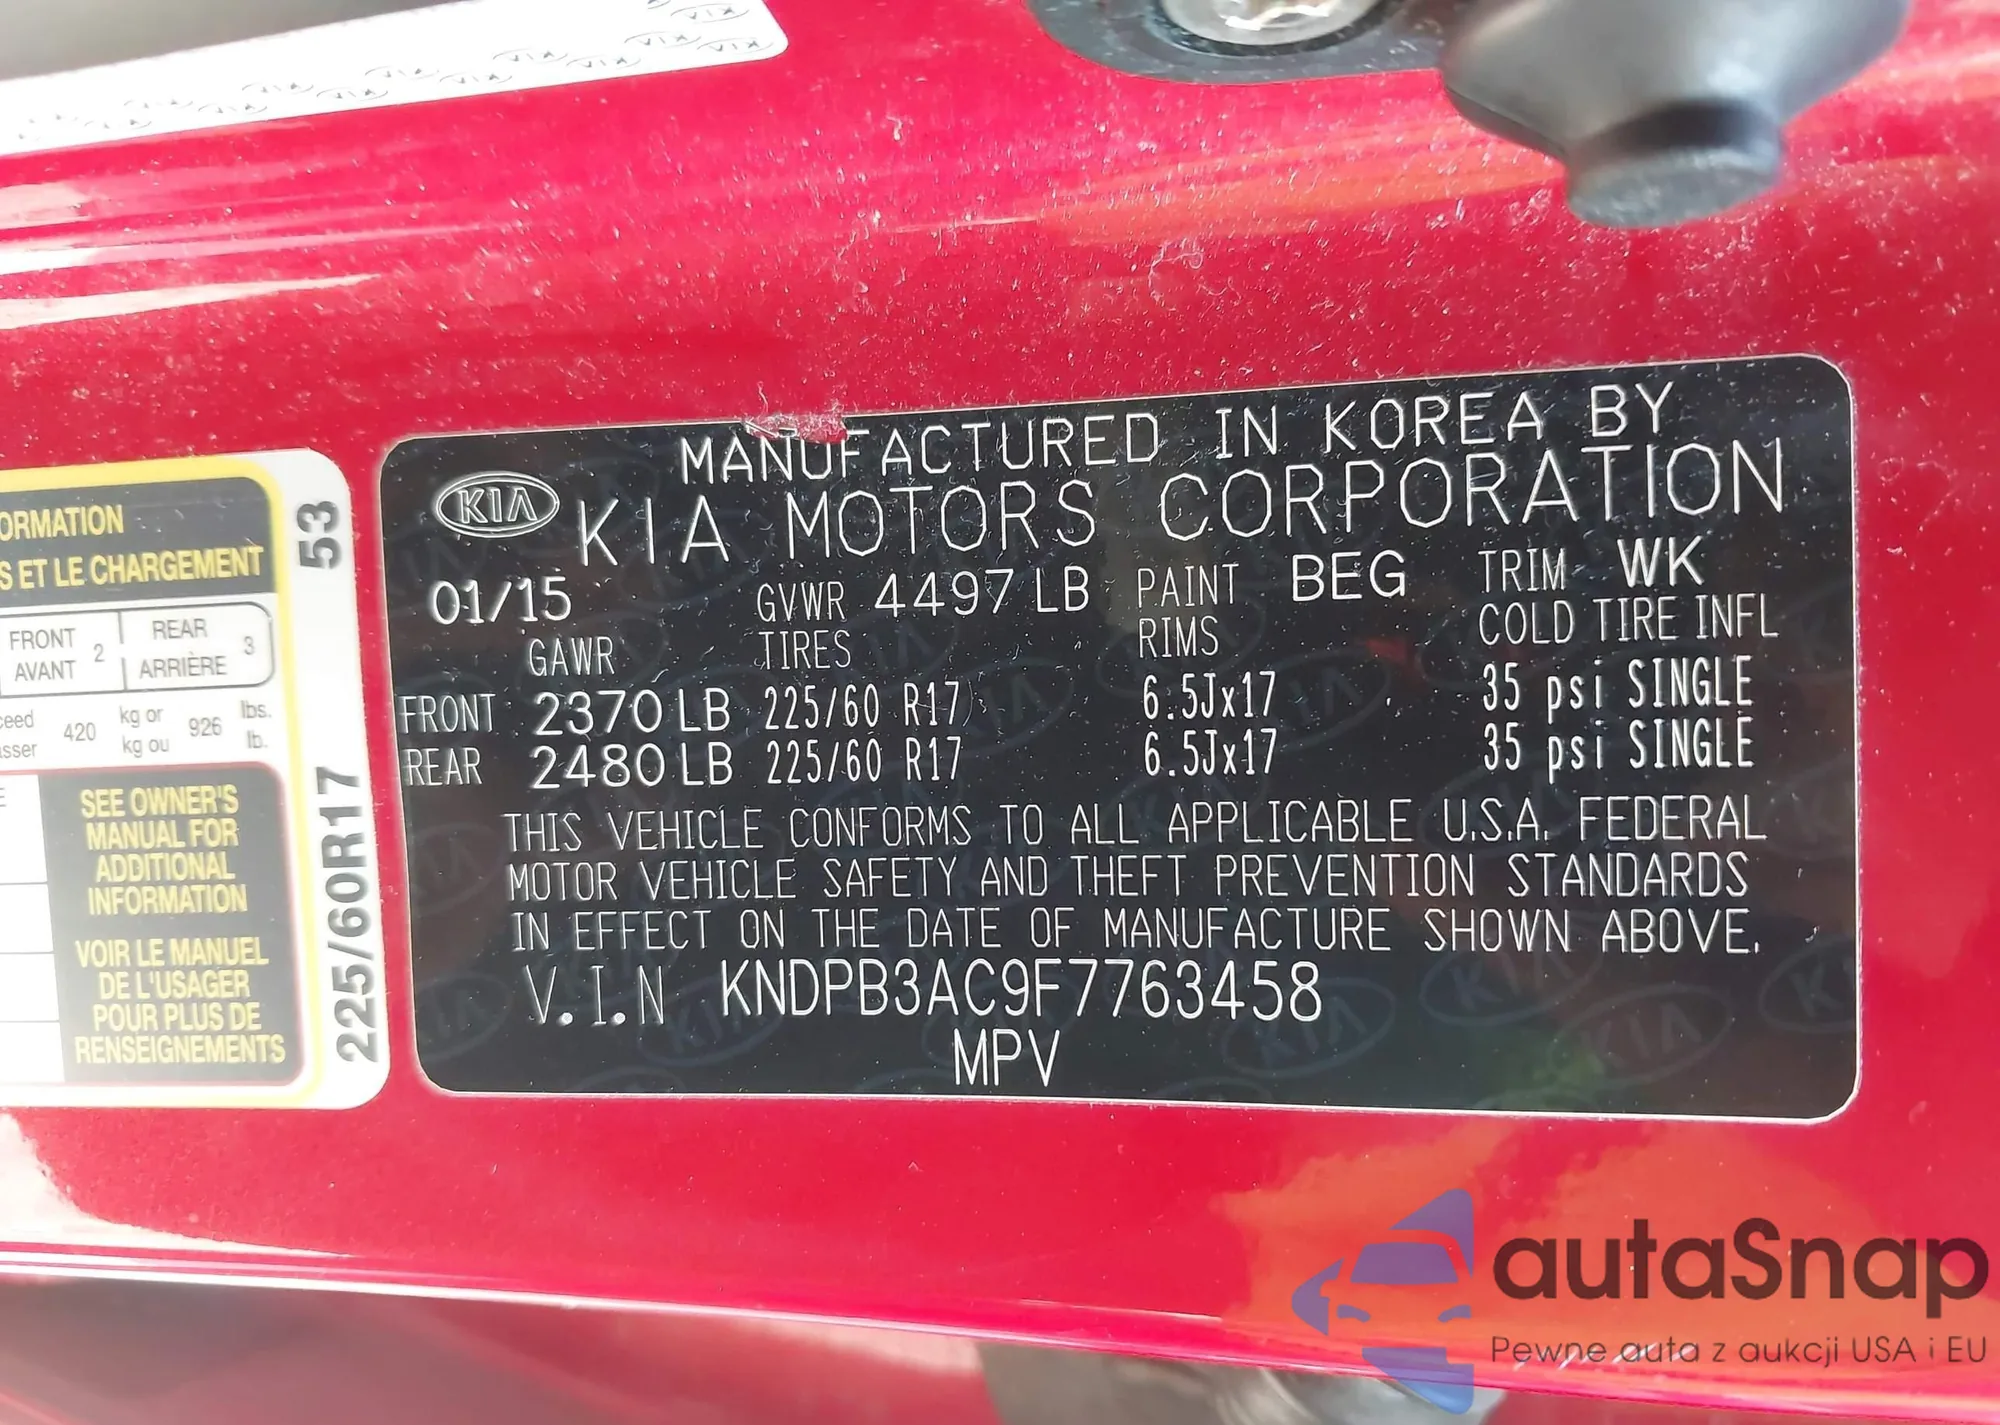 ORMATION
S ET LE CHARGEMENT
FRONT
AVANT
2
REAR
ARRIÈRE
3
ceed
asser
420
kg or
kg ou
926
lbs.
lb.
SEE OWNER'S
MANUAL FOR
ADDITIONAL
INFORMATION
VOIR LE MANUEL
DE L'USAGER
POUR PLUS DE
RENSEIGNEMENTS
53
225/60R17
MANUFACTURED IN KOREA BY
KIA KIA MOTORS CORPORATION
01/15 GVWR 4497 LB PAINT BEG TRIM WK
GAWR TIRES RIMS COLD TIRE INFL
FRONT 2370 LB 225/60 R17 6.5Jx17 35 psi SINGLE
REAR 2480 LB 225/60 R17 6.5Jx17 35 psi SINGLE
THIS VEHICLE CONFORMS TO ALL APPLICABLE U.S.A. FEDERAL
MOTOR VEHICLE SAFETY AND THEFT PREVENTION STANDARDS
IN EFFECT ON THE DATE OF MANUFACTURE SHOWN ABOVE.
V.I.N KNDPB3AC9F7763458
MPV
autaSnap
Pewne auta z aukcji USA i EU